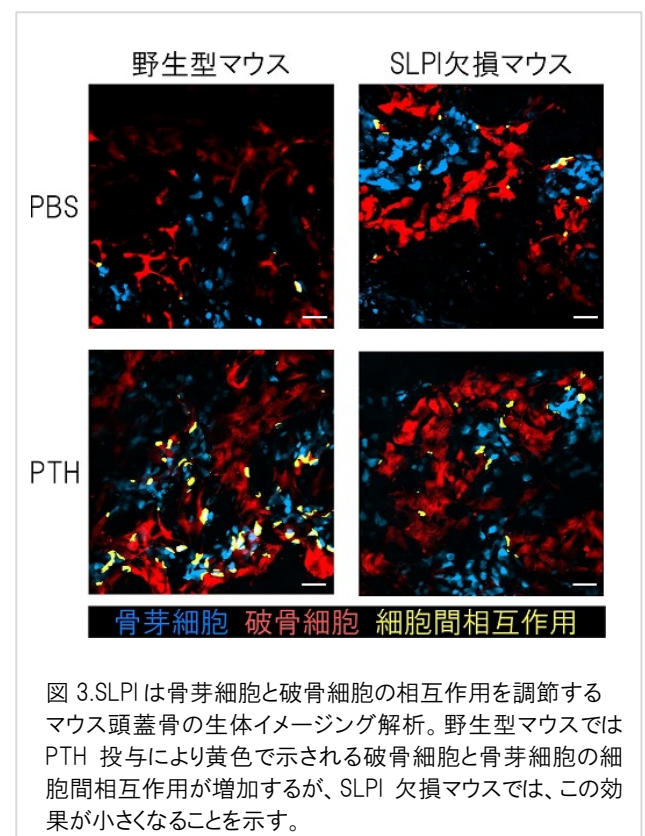 野生型マウス SLPI欠損マウス
PBS
PTH
骨芽細胞 破骨細胞 細胞間相互作用
図 3.SLPIは骨芽細胞と破骨細胞の相互作用を調節する
マウス頭蓋骨の生体イメージング解析。野生型マウスでは
PTH 投与により黄色で示される破骨細胞と骨芽細胞の細
胞間相互作用が増加するが、SLPI 欠損マウスでは、この効
果が小さくなることを示す。